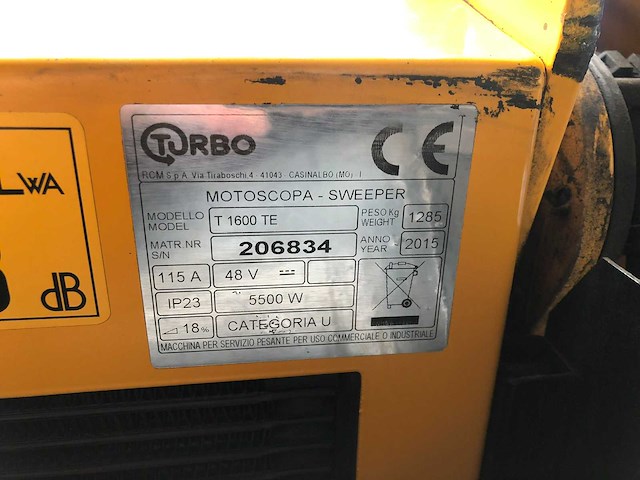 TURBO
CE
RCM S.p.A. Via Tiraboschi, 4 - 41043 - CASINALBO (MO) - I
MOTOSCOPA - SWEEPER
MODELLO
MODEL
T 1600 TE
PESO Kg
WEIGHT
1285
MATR. NR
S/N
206834
ANNO
YEAR
2015
115 A
48 V
IP23
5500 W
18%
CATEGORIA U
MACCHINA PER SERVIZIO PESANTE PER USO COMMERCIALE O INDUSTRIALE
LWA
dB